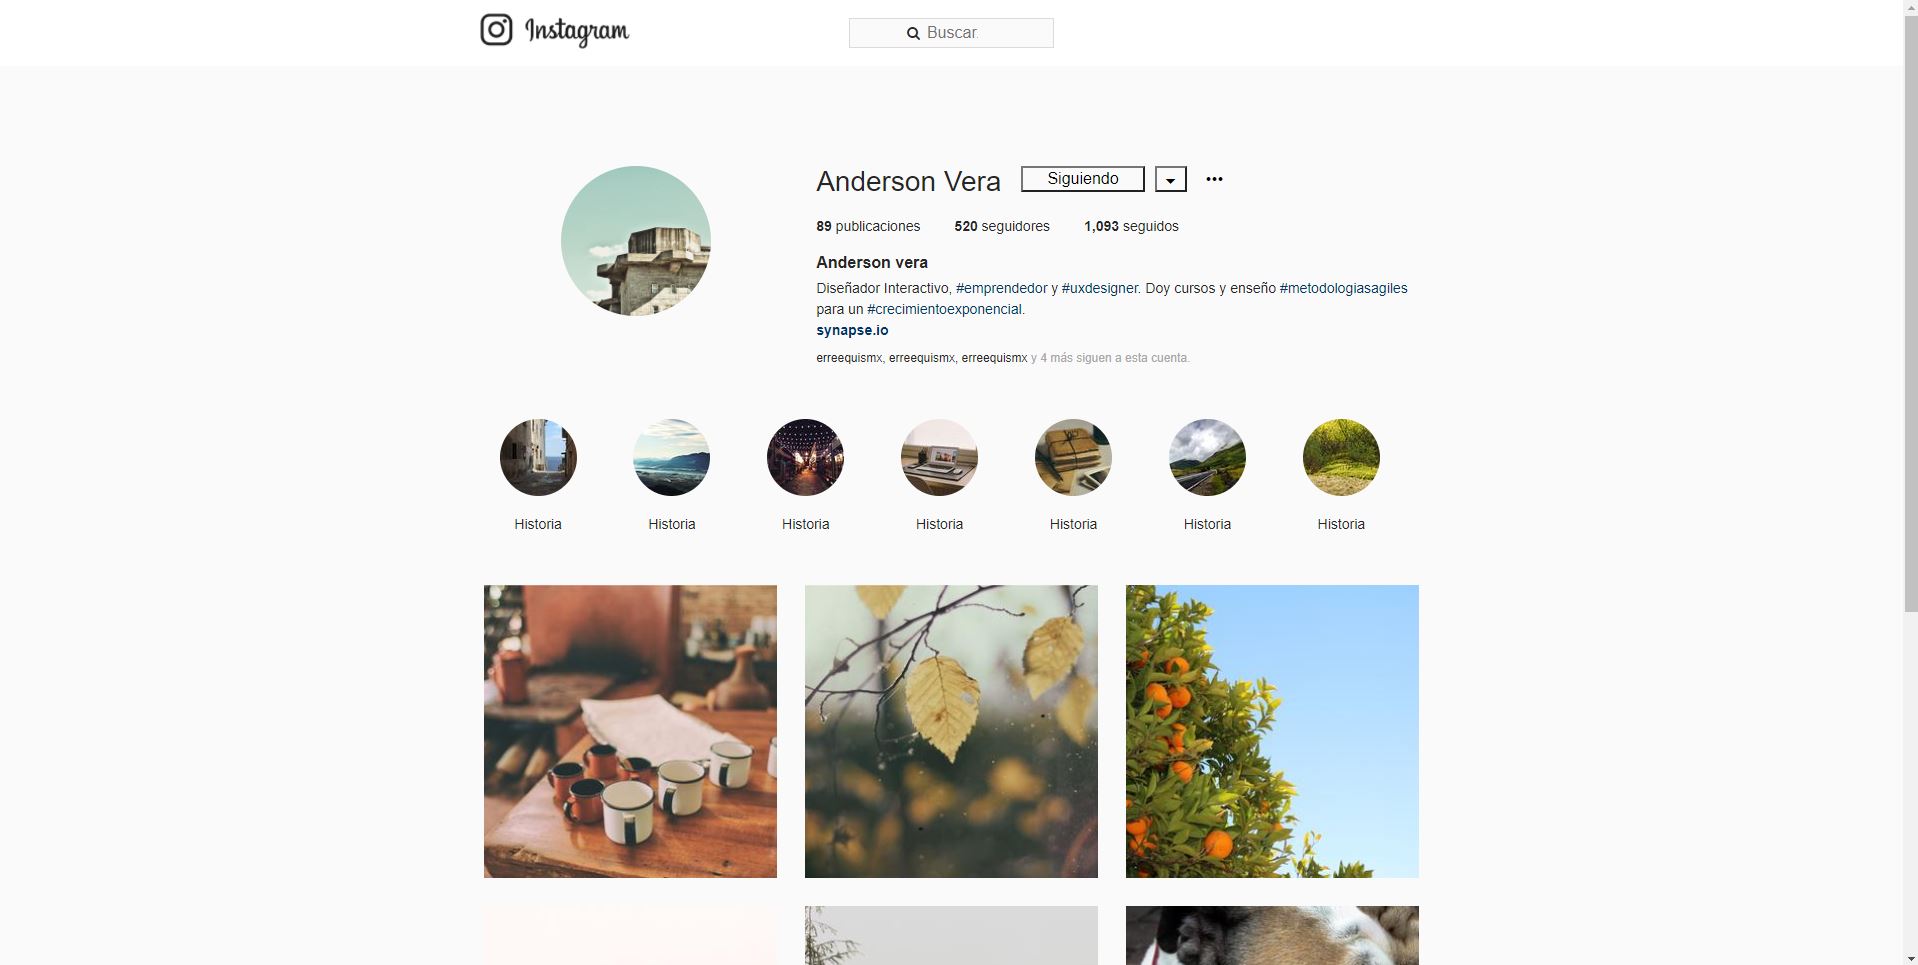 Instagram
Buscar
Anderson Vera Siguiendo
89 publicaciones 520 seguidores 1,093 seguidos
Anderson vera
Diseñador Interactivo, #emprendedor y #uxdesigner. Doy cursos y enseño #metodologiasagiles
para un #crecimientoexponencial.
synapse.io
erreequismx, erreequismx, erreequismx y 4 más siguen a esta cuenta.
Historia Historia Historia Historia Historia Historia Historia